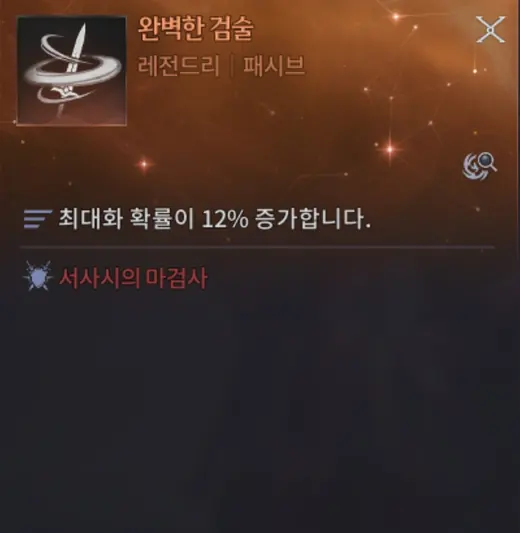 완벽한 검술
레전드리 | 패시브
최대화 확률이 12% 증가합니다.
서사시의 마검사